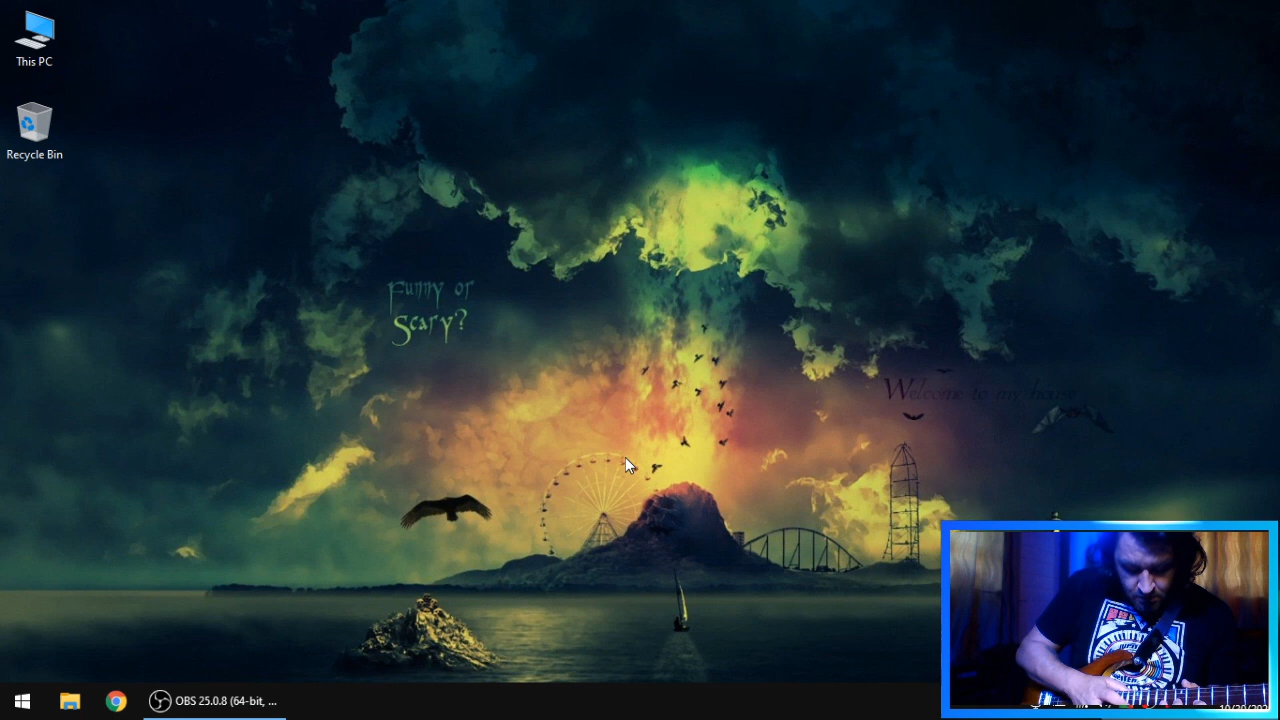 This PC
Recycle Bin
Funny or
Scary?
Welcome to my house
OBS 25.0.8 (64-bit, ...